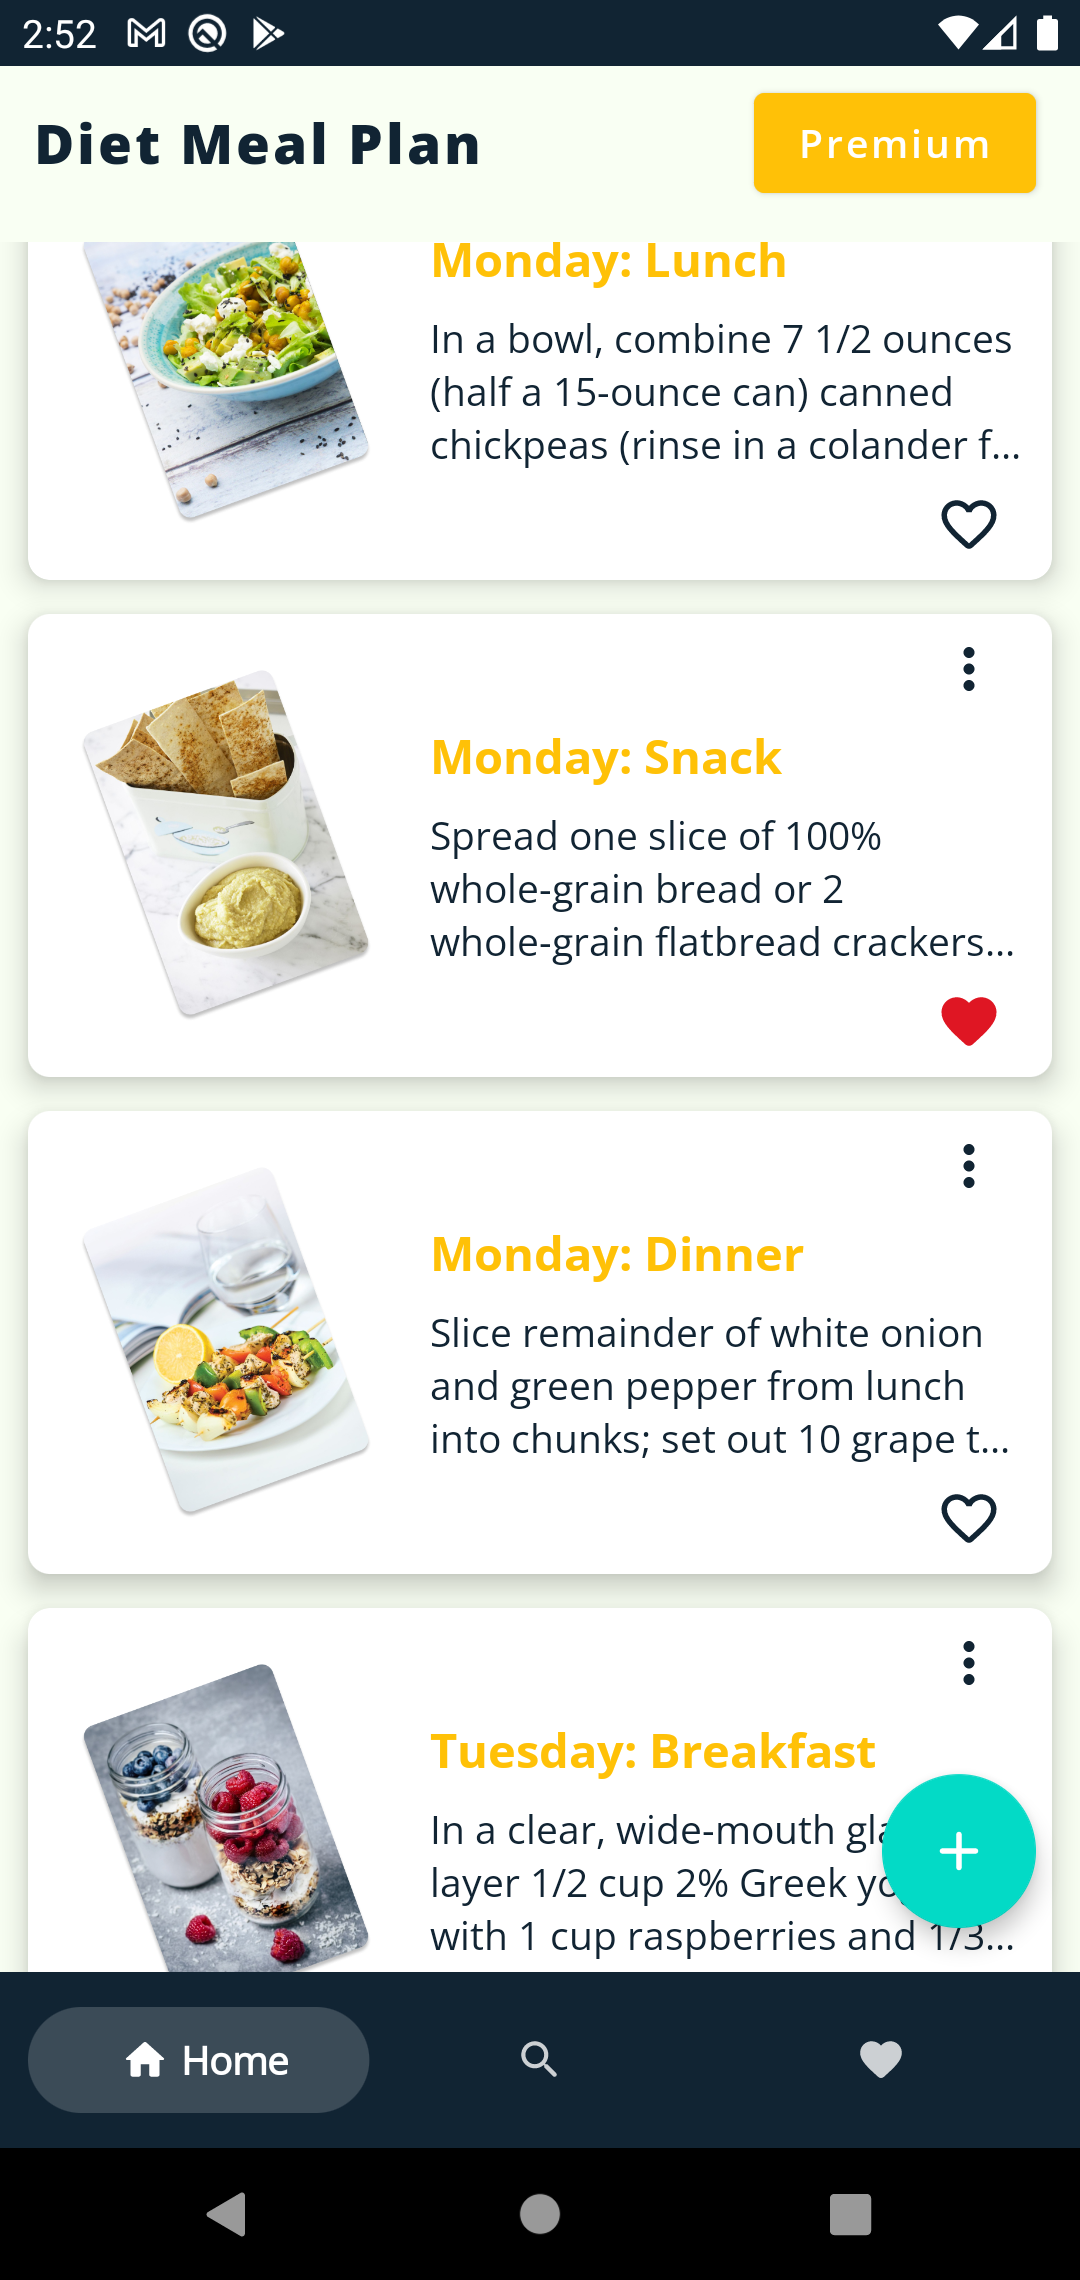 2:52
Diet Meal Plan
Premium
Monday: Lunch
In a bowl, combine 7 1/2 ounces
(half a 15-ounce can) canned
chickpeas (rinse in a colander f...
Monday: Snack
Spread one slice of 100%
whole-grain bread or 2
whole-grain flatbread crackers...
Monday: Dinner
Slice remainder of white onion
and green pepper from lunch
into chunks; set out 10 grape t...
Tuesday: Breakfast
In a clear, wide-mouth
layer 1/2 cup 2% Greek
with 1 cup raspberries and 1/3...
Home